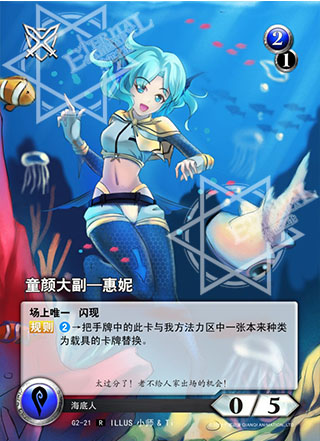 2
1
童颜大副—惠妮
场上唯一 闪现
规则 2→把手牌中的此卡与我方法力区中一张本来种类
为载具的卡牌替换。
太过分了！老不给人家出场的机会！
海底人
0 / 5
G2-21 R ILLUS 小师 &